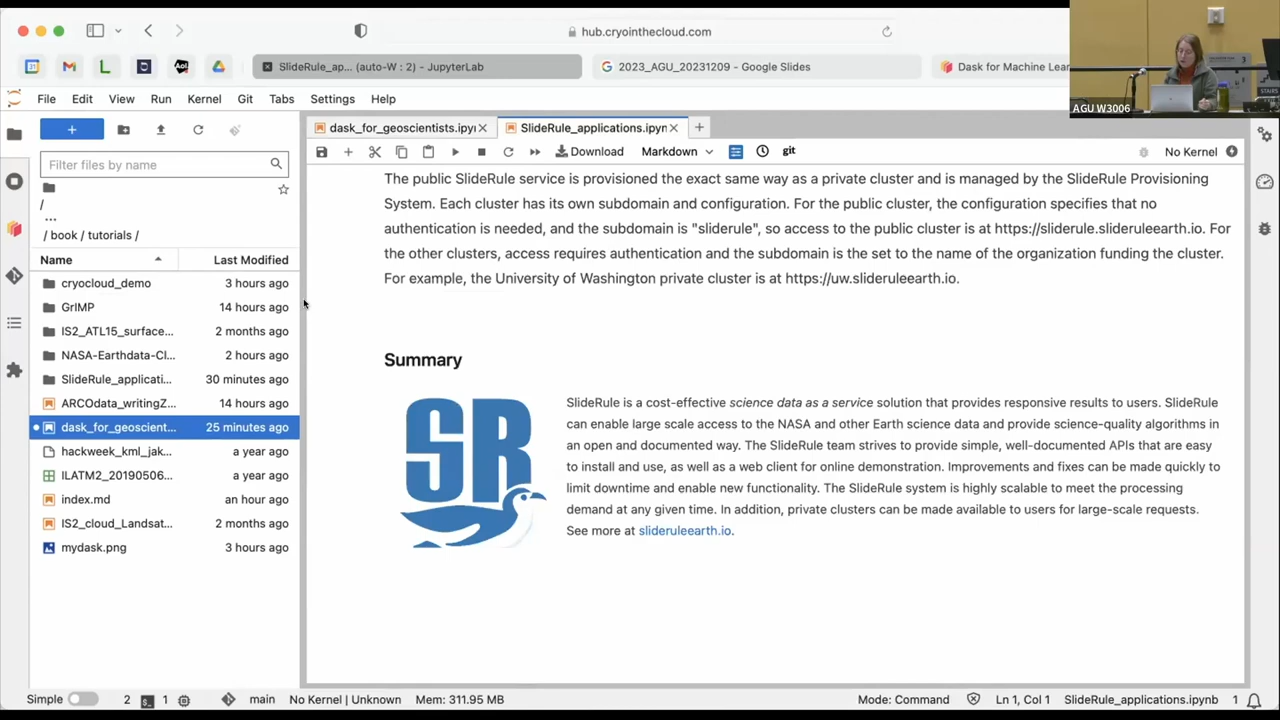 hub.cryointhecloud.com
SlideRule_ap... (auto-W : 2) - JupyterLab
2023_AGU_20231209 - Google Slides
Dask for Machine Lear
AGU W3006
File Edit View Run Kernel Git Tabs Settings Help
dask_for_geoscientists.ipyı
SlideRule_applications.ipyn
Filter files by name
Download
Markdown
git
No Kernel
/
...
/ book / tutorials /
Name Last Modified
cryocloud_demo 3 hours ago
GrIMP 14 hours ago
IS2_ATL15_surface... 2 months ago
NASA-Earthdata-Cl... 2 hours ago
SlideRule_applicati... 30 minutes ago
ARCOdata_writingZ... 14 hours ago
dask_for_geoscient... 25 minutes ago
hackweek_kml_jak... a year ago
ILATM2_20190506... a year ago
index.md an hour ago
IS2_cloud_Landsat... 2 months ago
mydask.png 3 hours ago
The public SlideRule service is provisioned the exact same way as a private cluster and is managed by the SlideRule Provisioning
System. Each cluster has its own subdomain and configuration. For the public cluster, the configuration specifies that no
authentication is needed, and the subdomain is "sliderule", so access to the public cluster is at https://sliderule.slideruleearth.io. For
the other clusters, access requires authentication and the subdomain is the set to the name of the organization funding the cluster.
For example, the University of Washington private cluster is at https://uw.slideruleearth.io.
Summary
SR
SlideRule is a cost-effective science data as a service solution that provides responsive results to users. SlideRule
can enable large scale access to the NASA and other Earth science data and provide science-quality algorithms in
an open and documented way. The SlideRule team strives to provide simple, well-documented APIs that are easy
to install and use, as well as a web client for online demonstration. Improvements and fixes can be made quickly to
limit downtime and enable new functionality. The SlideRule system is highly scalable to meet the processing
demand at any given time. In addition, private clusters can be made available to users for large-scale requests.
See more at slideruleearth.io.
Simple 2 1 main No Kernel | Unknown Mem: 311.95 MB Mode: Command Ln 1, Col 1 SlideRule_applications.ipynb 1